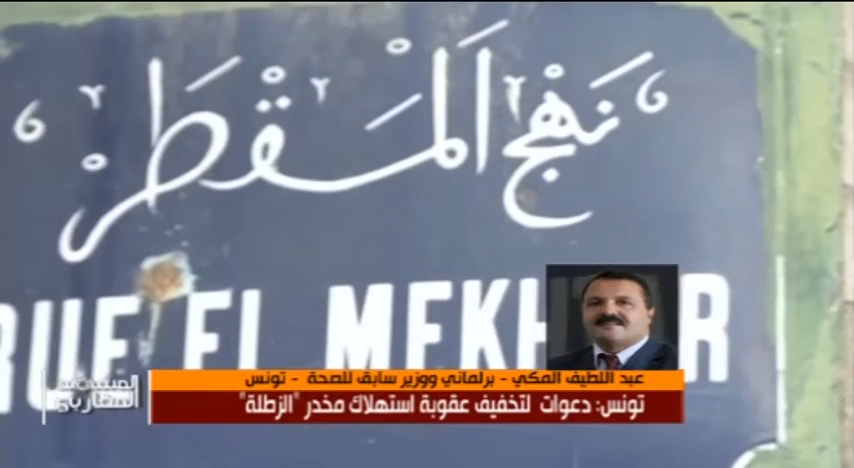 نهج المقطر
RUE EL MEKH R
عبد اللطيف المكي - برلماني ووزير سابق للصحة - تونس
تونس: دعوات لتخفيف عقوبة استهلاك مخدر "الزطلة"
المغاربي